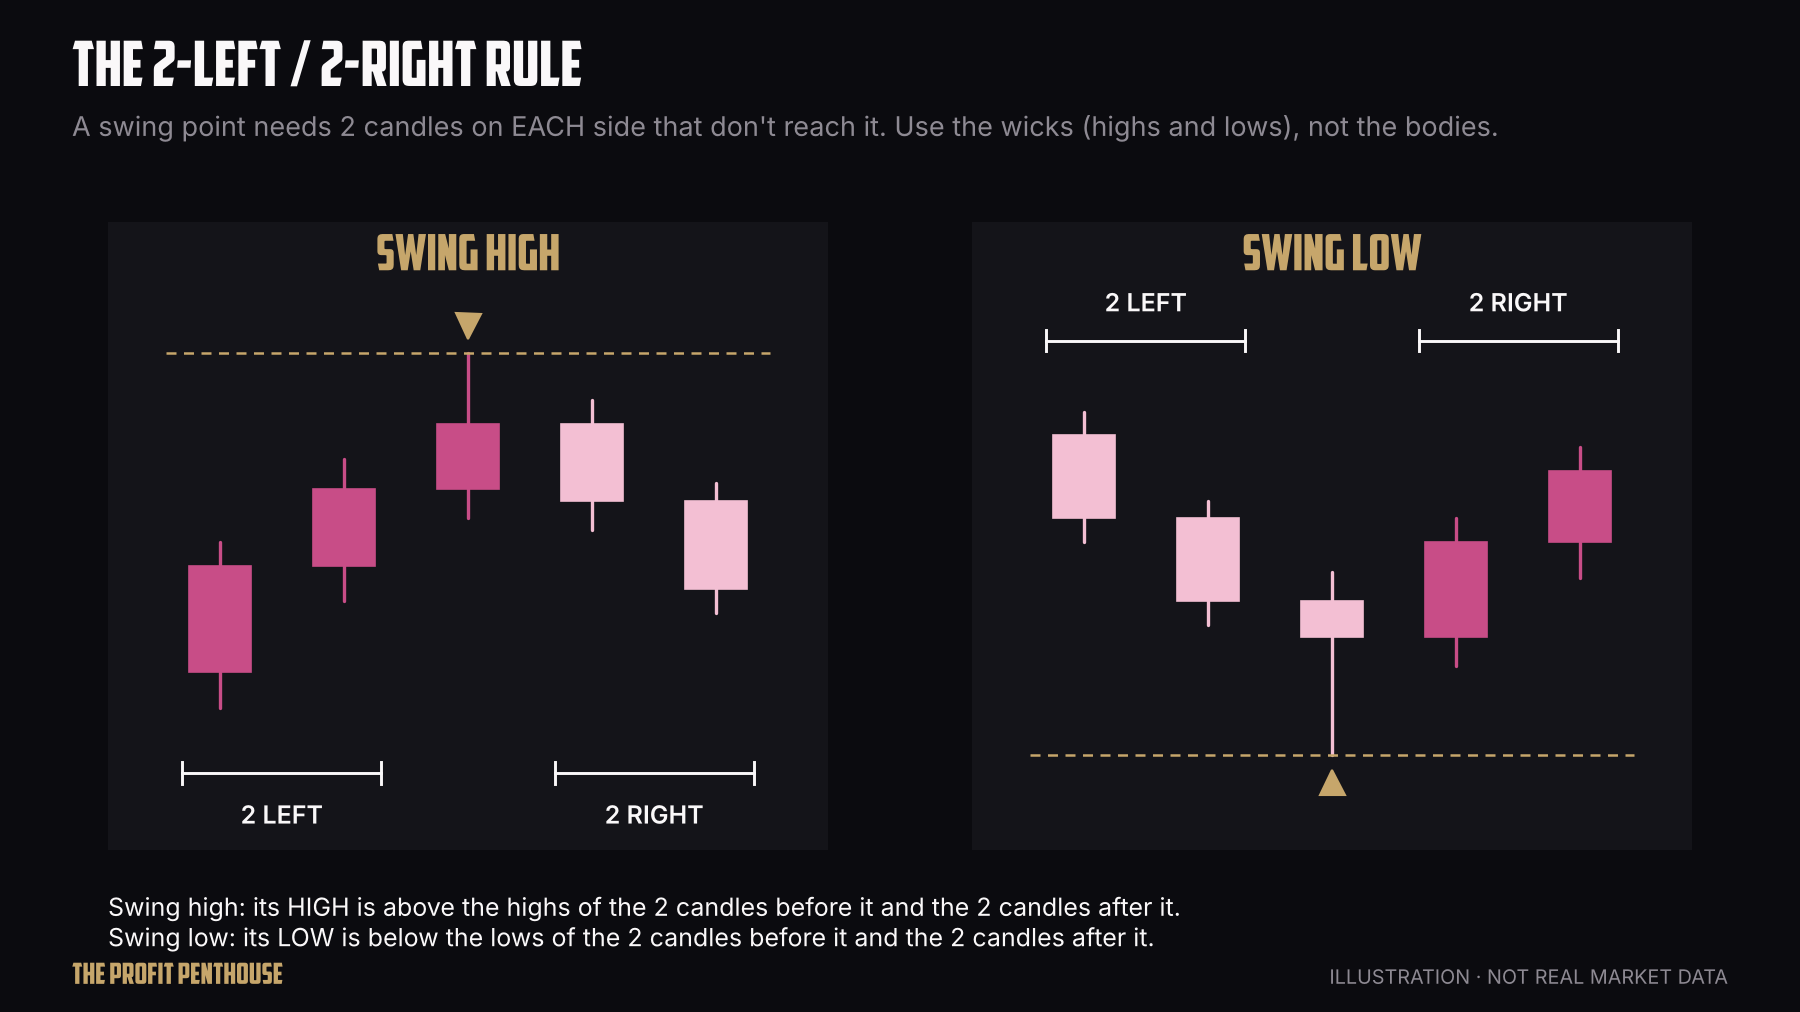 THE 2-LEFT / 2-RIGHT RULE
A swing point needs 2 candles on EACH side that don't reach it. Use the wicks (highs and lows), not the bodies.
SWING HIGH
2 LEFT
2 RIGHT
SWING LOW
2 LEFT
2 RIGHT
Swing high: its HIGH is above the highs of the 2 candles before it and the 2 candles after it.
Swing low: its LOW is below the lows of the 2 candles before it and the 2 candles after it.
THE PROFIT PENTHOUSE
ILLUSTRATION · NOT REAL MARKET DATA